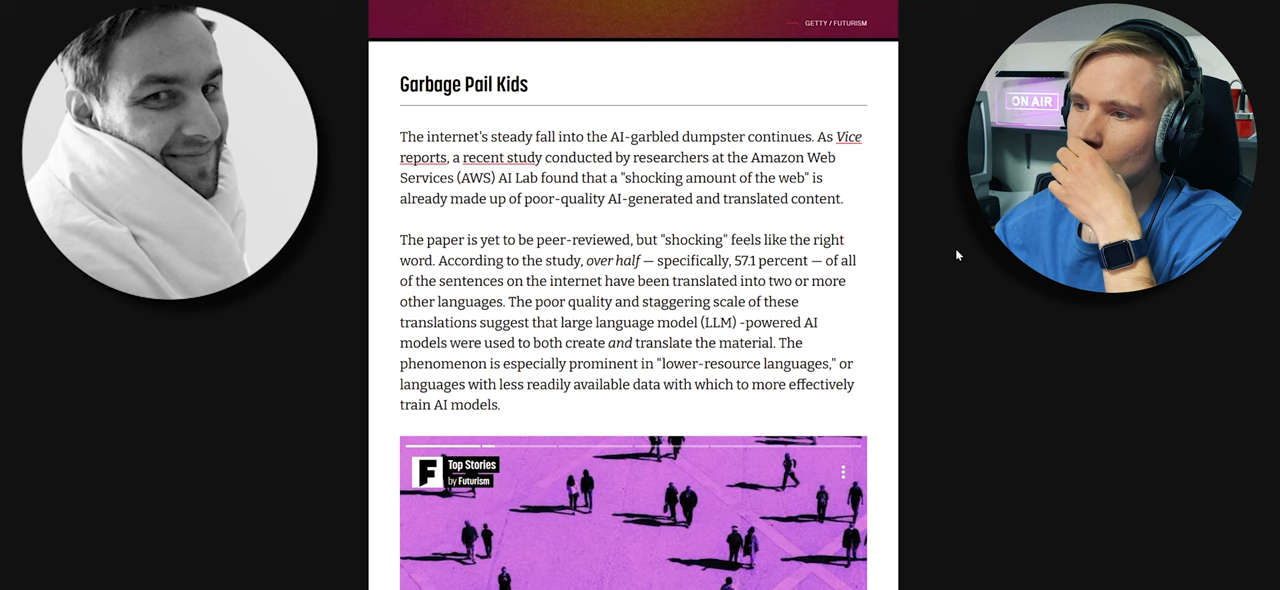 GETTY / FUTURISM
ON AIR
Garbage Pail Kids
The internet's steady fall into the AI-garbled dumpster continues. As Vice
reports, a recent study conducted by researchers at the Amazon Web
Services (AWS) AI Lab found that a "shocking amount of the web" is
already made up of poor-quality AI-generated and translated content.
The paper is yet to be peer-reviewed, but "shocking" feels like the right
word. According to the study, over half — specifically, 57.1 percent — of all
of the sentences on the internet have been translated into two or more
other languages. The poor quality and staggering scale of these
translations suggest that large language model (LLM) -powered AI
models were used to both create and translate the material. The
phenomenon is especially prominent in "lower-resource languages," or
languages with less readily available data with which to more effectively
train AI models.
F
Top Stories
by Futurism